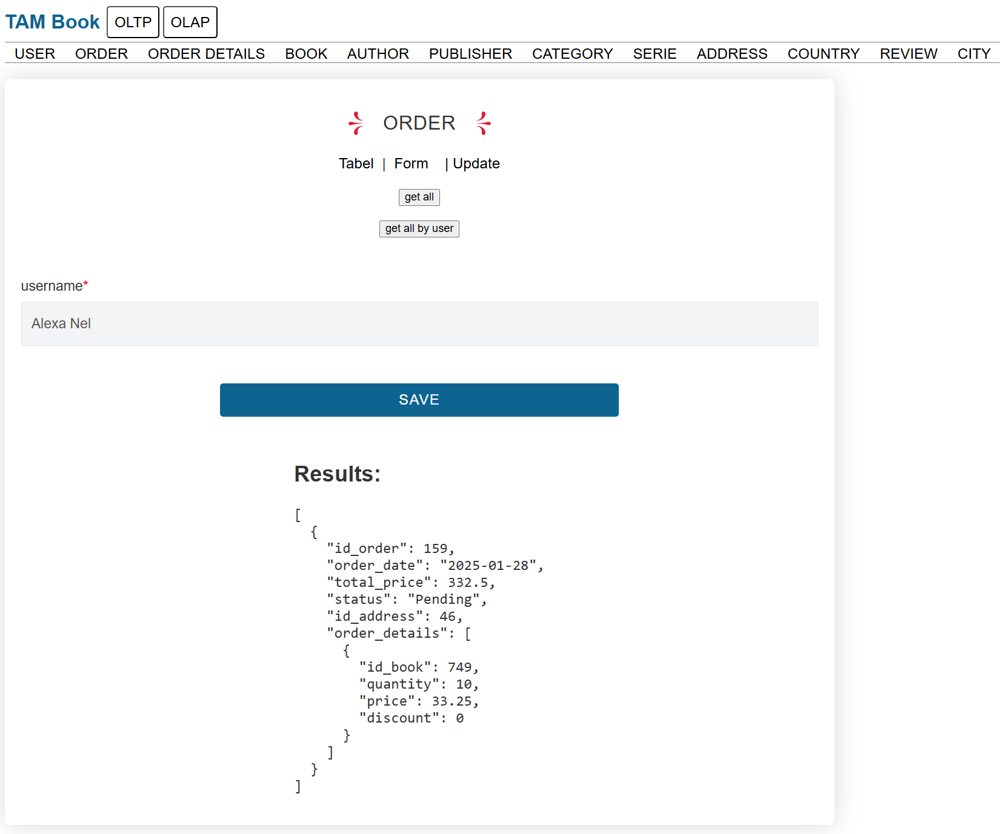 TAM Book OLTP OLAP
USER ORDER ORDER DETAILS BOOK AUTHOR PUBLISHER CATEGORY SERIE ADDRESS COUNTRY REVIEW CITY
ORDER
Tabel | Form | Update
get all
get all by user
username*
Alexa Nel
SAVE
Results:
[
  {
    "id_order": 159,
    "order_date": "2025-01-28",
    "total_price": 332.5,
    "status": "Pending",
    "id_address": 46,
    "order_details": [
      {
        "id_book": 749,
        "quantity": 10,
        "price": 33.25,
        "discount": 0
      }
    ]
  }
]